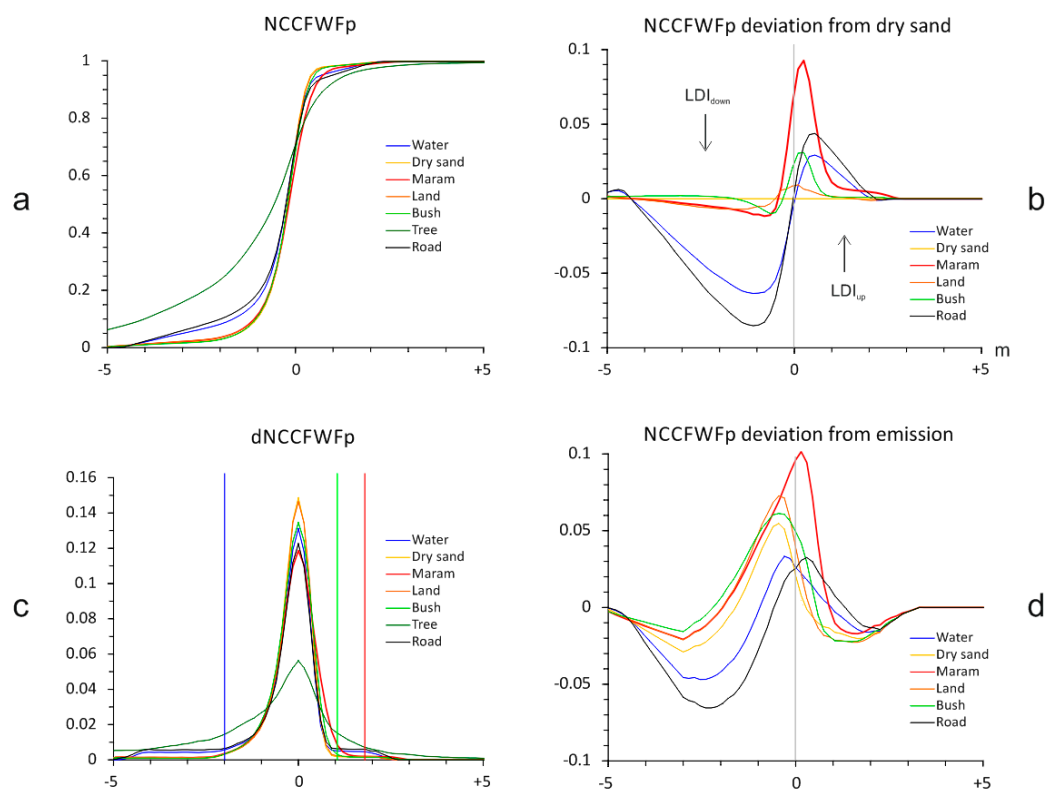 NCCFWFp
a
1
0.8
0.6
0.4
0.2
0
-5
0
+5
Water
Dry sand
Maram
Land
Bush
Tree
Road
NCCFWFp deviation from dry sand
b
0.1
0.05
0
-0.05
-0.1
-5
0
+5
m
LDIdown
LDIup
Water
Dry sand
Maram
Land
Bush
Road
dNCCFWFp
c
0.16
0.14
0.12
0.1
0.08
0.06
0.04
0.02
0
-5
0
+5
Water
Dry sand
Maram
Land
Bush
Tree
Road
NCCFWFp deviation from emission
d
0.1
0.05
0
-0.05
-0.1
-5
0
+5
Water
Dry sand
Maram
Land
Bush
Road